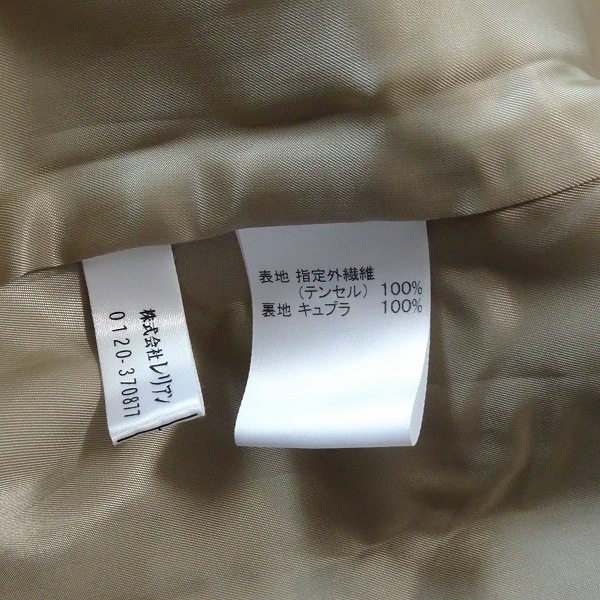 株式会社レリアン
0120-370877
表地 指定外繊維
(テンセル) 100%
裏地 キュプラ 100%